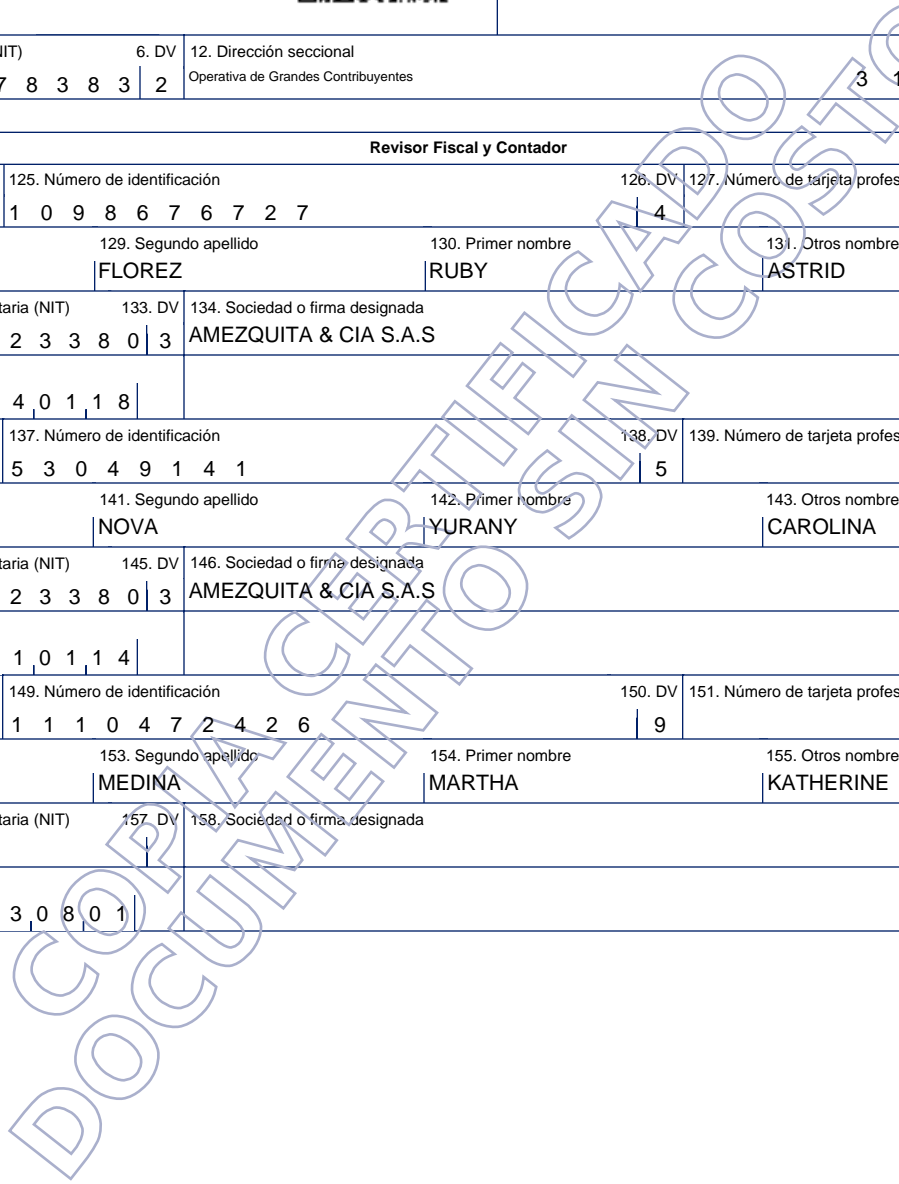 NIT) 6. DV 12. Dirección seccional
7 8 3 8 3 2 Operativa de Grandes Contribuyentes 3 1
Revisor Fiscal y Contador
125. Número de identificación 126. DV 127. Número de tarjeta profes
1 0 9 8 6 7 6 7 2 7 4
129. Segundo apellido 130. Primer nombre 131. Otros nombre
FLOREZ RUBY ASTRID
taria (NIT) 133. DV 134. Sociedad o firma designada
2 3 3 8 0 3 AMEZQUITA & CIA S.A.S
4 0 1 1 8
137. Número de identificación 138. DV 139. Número de tarjeta profes
5 3 0 4 9 1 4 1 5
141. Segundo apellido 142. Primer nombre 143. Otros nombre
NOVA YURANY CAROLINA
taria (NIT) 145. DV 146. Sociedad o firma designada
2 3 3 8 0 3 AMEZQUITA & CIA S.A.S
1 0 1 1 4
149. Número de identificación 150. DV 151. Número de tarjeta profes
1 1 1 0 4 7 2 4 2 6 9
153. Segundo apellido 154. Primer nombre 155. Otros nombre
MEDINA MARTHA KATHERINE
taria (NIT) 157. DV 158. Sociedad o firma designada
3 0 8 0 1
COPIA CERTIFICADO
DOCUMENTO SIN COSTO